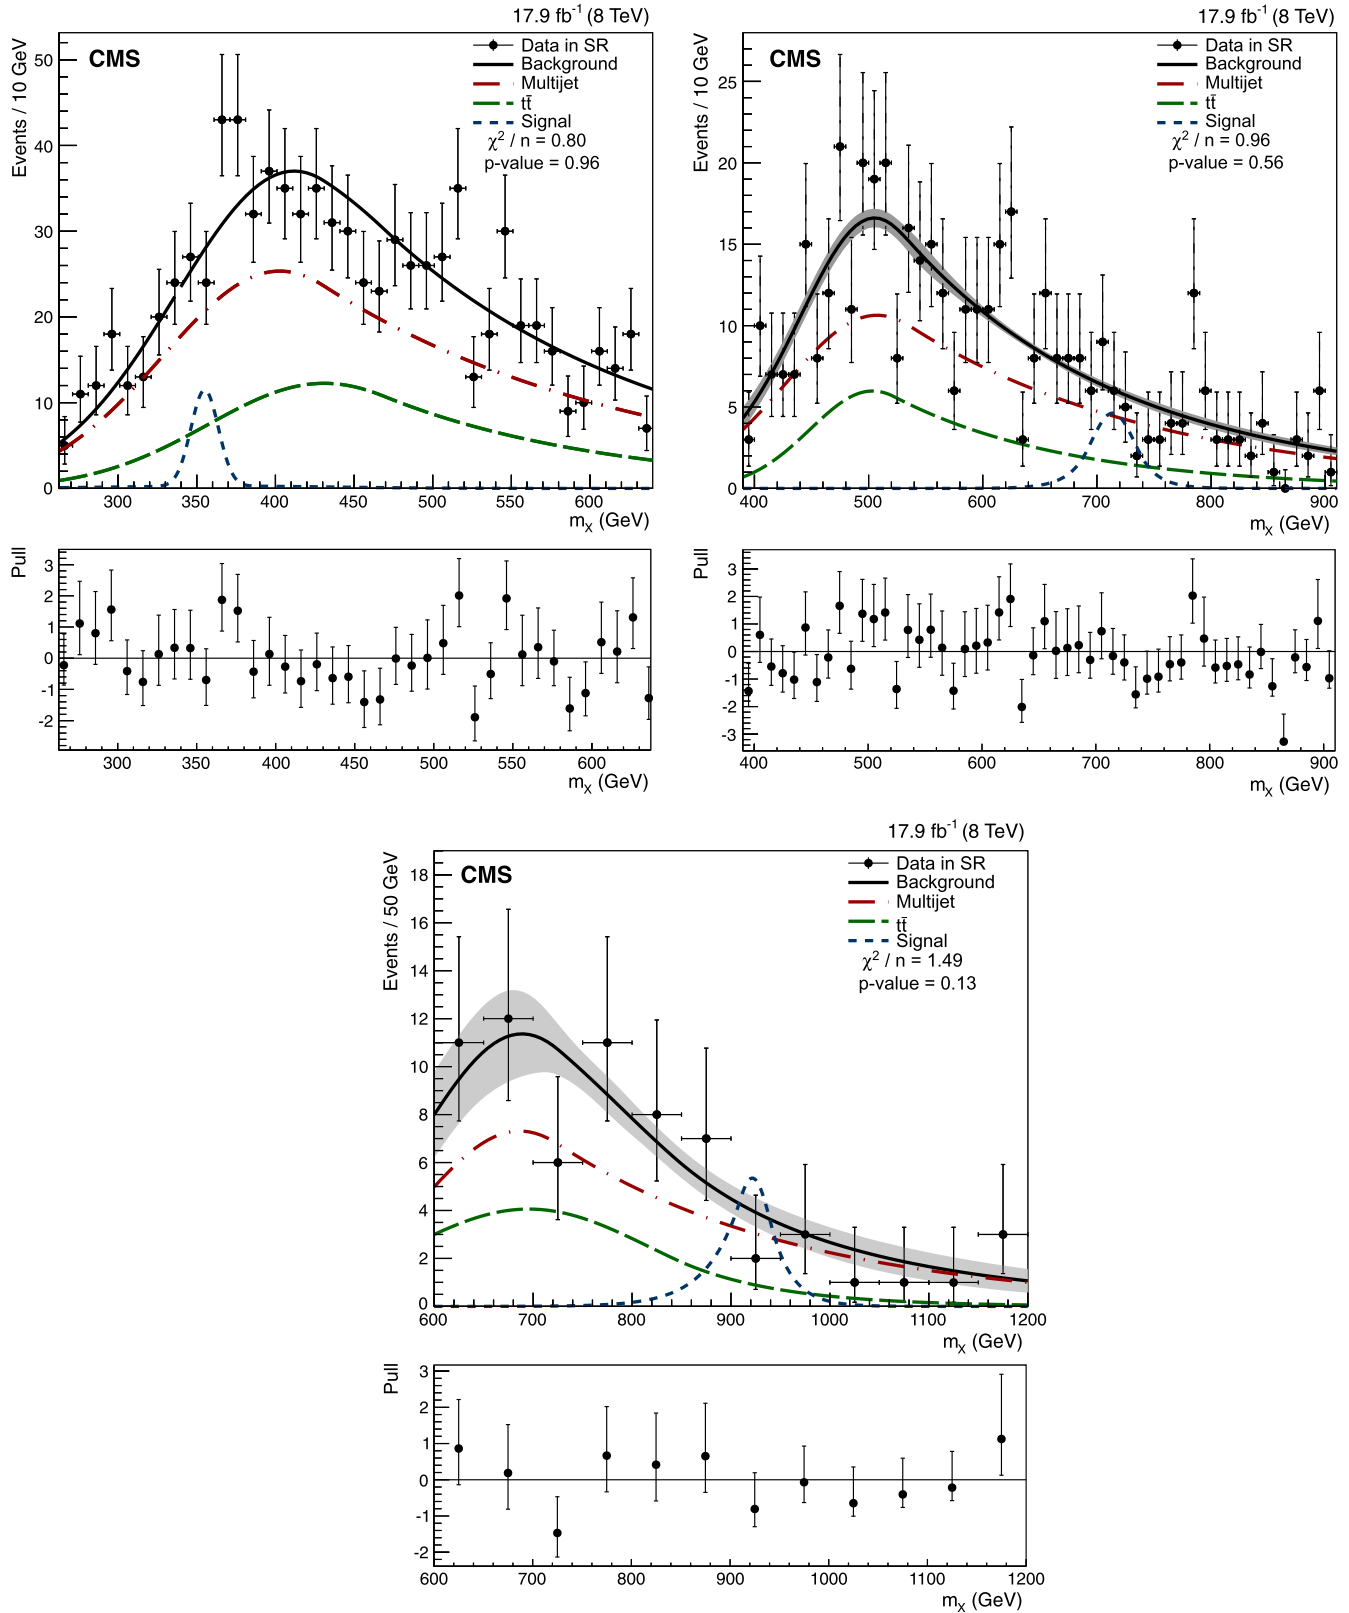 17.9 fb⁻¹ (8 TeV)
CMS
Data in SR
Background
Multijet
tt̄
Signal
χ² / n = 0.80
p-value = 0.96
Events / 10 GeV
50
40
30
20
10
0
300 350 400 450 500 550 600
m_X (GeV)
Pull
3
2
1
0
-1
-2
300 350 400 450 500 550 600
m_X (GeV)
17.9 fb⁻¹ (8 TeV)
CMS
Data in SR
Background
Multijet
tt̄
Signal
χ² / n = 0.96
p-value = 0.56
Events / 10 GeV
25
20
15
10
5
0
400 500 600 700 800 900
m_X (GeV)
Pull
3
2
1
0
-1
-2
-3
400 500 600 700 800 900
m_X (GeV)
17.9 fb⁻¹ (8 TeV)
CMS
Data in SR
Background
Multijet
tt̄
Signal
χ² / n = 1.49
p-value = 0.13
Events / 50 GeV
18
16
14
12
10
8
6
4
2
0
600 700 800 900 1000 1100 1200
m_X (GeV)
Pull
3
2
1
0
-1
-2
600 700 800 900 1000 1100 1200
m_X (GeV)